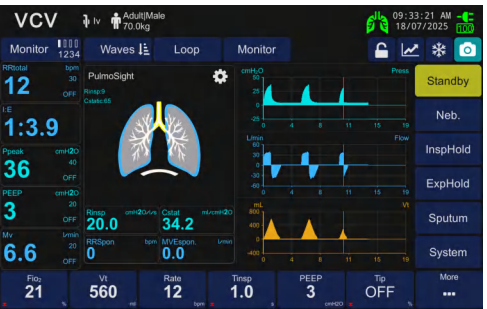 VCV
Iv
Adult|Male
70.0kg
09:33:21 AM
18/07/2025
100
Monitor
1234
Waves
Loop
Monitor
RRtotal bpm
12 30
OFF
I:E
1:3.9
Ppeak cmH2O
36 40
OFF
PEEP cmH2O
3 20
OFF
Mv l/min
6.6 20
OFF
PulmoSight
Rinsp:9
Cstatic:65
Rinsp cmH2O/l/s
20.0
Cstat ml/cmH2O
34.2
RRSpon bpm
0
MVEspon. l/min
0.0
cmH2O Press
50
25
0
-25
0 4 8 11 15 19
L/min Flow
60
30
0
-30
-60
0 4 8 11 15 19
mL Vt
800
400
0
-400
0 4 8 11 15 19
Standby
Neb.
InspHold
ExpHold
Sputum
System
Fio2
21
%
Vt
560
ml
Rate
12
bpm
Tinsp
1.0
s
PEEP
3
cmH2O
Tip
OFF
%
More
...